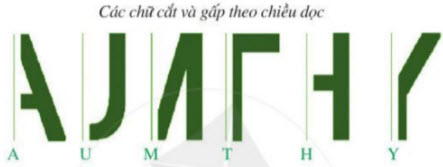 Các chữ cắt và gấp theo chiều dọc
A U M T H Y